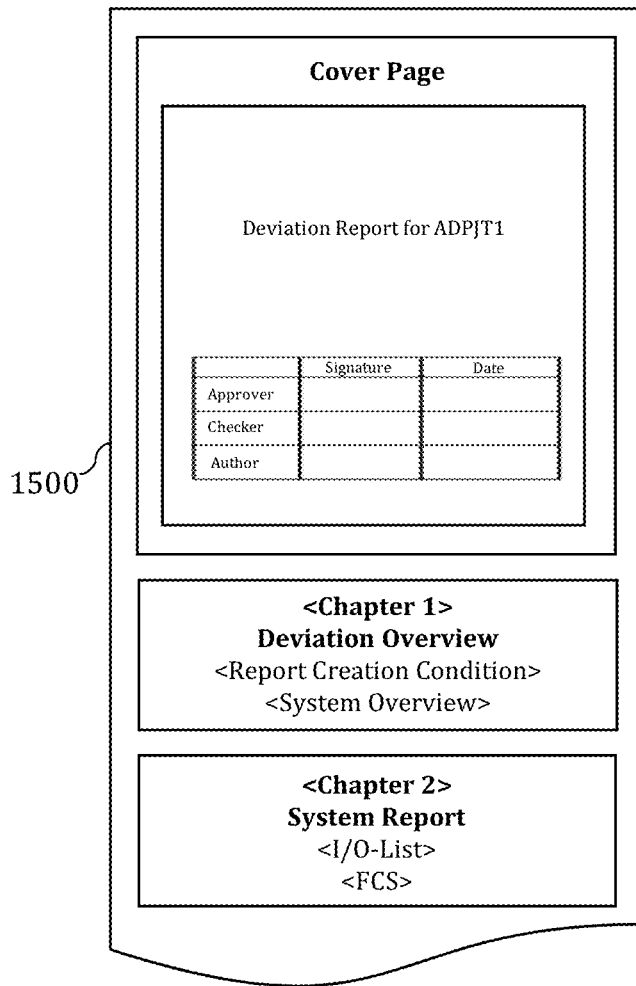 Cover Page
Deviation Report for ADPJT1
Signature Date
Approver
Checker
Author
1500
<Chapter 1>
Deviation Overview
<Report Creation Condition>
<System Overview>
<Chapter 2>
System Report
<I/O-List>
<FCS>